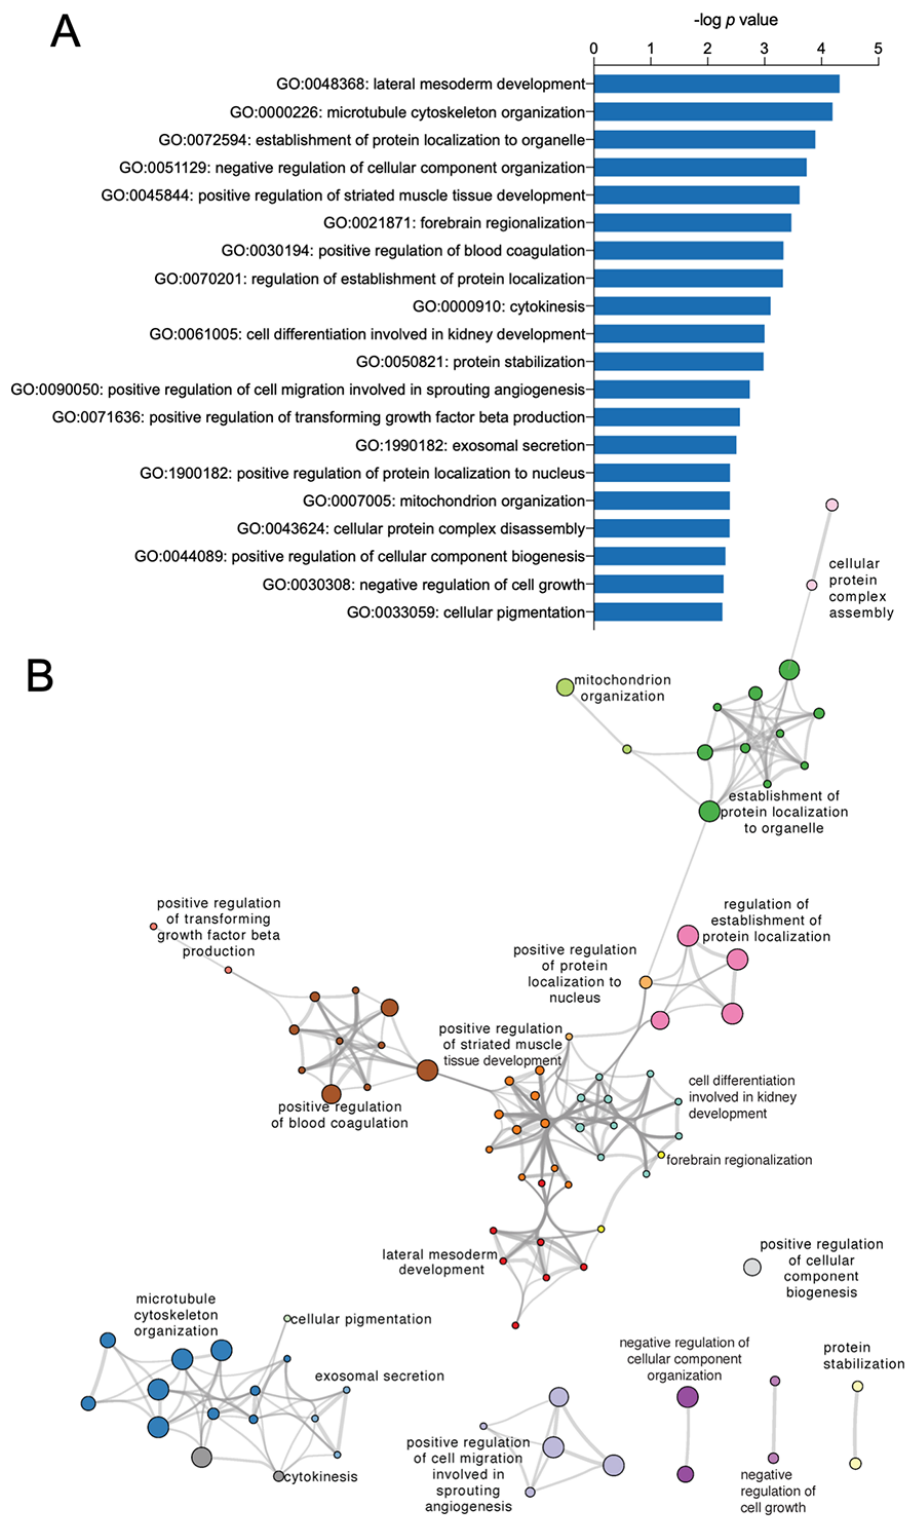 A
-log p value
0 1 2 3 4 5
GO:0048368: lateral mesoderm development
GO:0000226: microtubule cytoskeleton organization
GO:0072594: establishment of protein localization to organelle
GO:0051129: negative regulation of cellular component organization
GO:0045844: positive regulation of striated muscle tissue development
GO:0021871: forebrain regionalization
GO:0030194: positive regulation of blood coagulation
GO:0070201: regulation of establishment of protein localization
GO:0000910: cytokinesis
GO:0061005: cell differentiation involved in kidney development
GO:0050821: protein stabilization
GO:0090050: positive regulation of cell migration involved in sprouting angiogenesis
GO:0071636: positive regulation of transforming growth factor beta production
GO:1990182: exosomal secretion
GO:1900182: positive regulation of protein localization to nucleus
GO:0007005: mitochondrion organization
GO:0043624: cellular protein complex disassembly
GO:0044089: positive regulation of cellular component biogenesis
GO:0030308: negative regulation of cell growth
GO:0033059: cellular pigmentation
cellular
protein
complex
assembly
B
mitochondrion
organization
establishment of
protein localization
to organelle
positive regulation
of transforming
growth factor beta
production
regulation of
establishment of
protein localization
positive regulation
of protein
localization to
nucleus
positive regulation
of striated muscle
tissue development
positive regulation
of blood coagulation
cell differentiation
involved in kidney
development
forebrain regionalization
lateral mesoderm
development
positive regulation
of cellular
component
biogenesis
microtubule
cytoskeleton
organization
cellular pigmentation
exosomal secretion
cytokinesis
positive regulation
of cell migration
involved in
sprouting
angiogenesis
negative regulation of
cellular component
organization
negative
regulation of
cell growth
protein
stabilization